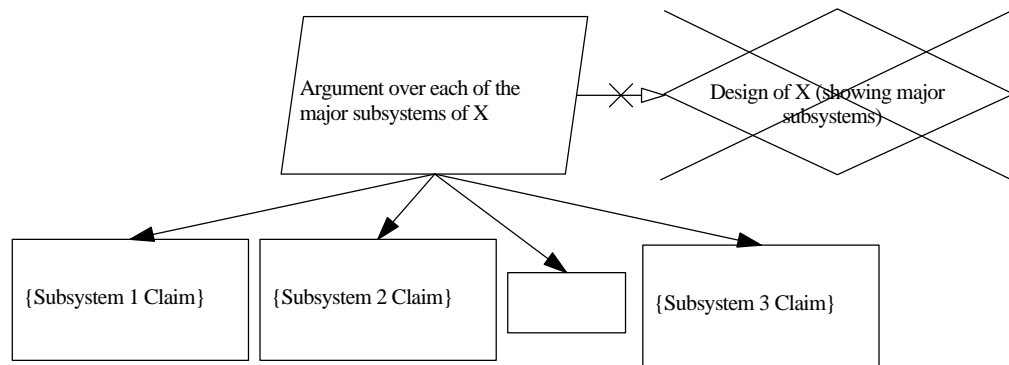 Argument over each of the
major subsystems of X
Design of X (showing major
subsystems)
{Subsystem 1 Claim}
{Subsystem 2 Claim}
{Subsystem 3 Claim}